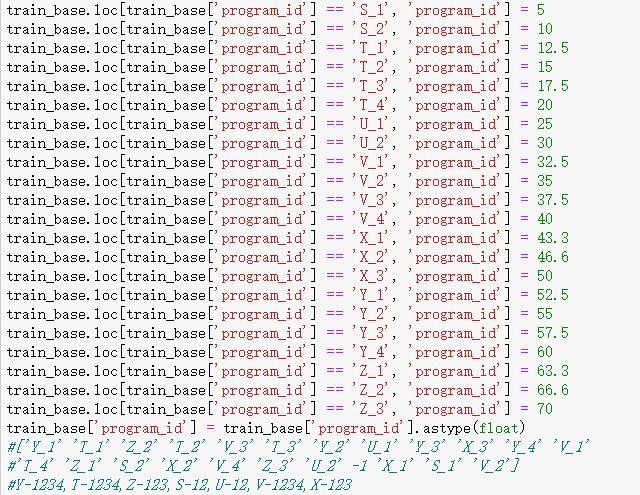 train_base.loc[train_base['program_id'] == 'S_1', 'program_id'] = 5
train_base.loc[train_base['program_id'] == 'S_2', 'program_id'] = 10
train_base.loc[train_base['program_id'] == 'T_1', 'program_id'] = 12.5
train_base.loc[train_base['program_id'] == 'T_2', 'program_id'] = 15
train_base.loc[train_base['program_id'] == 'T_3', 'program_id'] = 17.5
train_base.loc[train_base['program_id'] == 'T_4', 'program_id'] = 20
train_base.loc[train_base['program_id'] == 'U_1', 'program_id'] = 25
train_base.loc[train_base['program_id'] == 'U_2', 'program_id'] = 30
train_base.loc[train_base['program_id'] == 'V_1', 'program_id'] = 32.5
train_base.loc[train_base['program_id'] == 'V_2', 'program_id'] = 35
train_base.loc[train_base['program_id'] == 'V_3', 'program_id'] = 37.5
train_base.loc[train_base['program_id'] == 'V_4', 'program_id'] = 40
train_base.loc[train_base['program_id'] == 'X_1', 'program_id'] = 43.3
train_base.loc[train_base['program_id'] == 'X_2', 'program_id'] = 46.6
train_base.loc[train_base['program_id'] == 'X_3', 'program_id'] = 50
train_base.loc[train_base['program_id'] == 'Y_1', 'program_id'] = 52.5
train_base.loc[train_base['program_id'] == 'Y_2', 'program_id'] = 55
train_base.loc[train_base['program_id'] == 'Y_3', 'program_id'] = 57.5
train_base.loc[train_base['program_id'] == 'Y_4', 'program_id'] = 60
train_base.loc[train_base['program_id'] == 'Z_1', 'program_id'] = 63.3
train_base.loc[train_base['program_id'] == 'Z_2', 'program_id'] = 66.6
train_base.loc[train_base['program_id'] == 'Z_3', 'program_id'] = 70
train_base['program_id'] = train_base['program_id'].astype(float)
#['Y_1' 'T_1' 'Z_2' 'T_2' 'V_3' 'T_3' 'Y_2' 'U_1' 'Y_3' 'X_3' 'Y_4' 'V_1'
#'T_4' 'Z_1' 'S_2' 'X_2' 'V_4' 'Z_3' 'U_2' -1 'X_1' 'S_1' 'V_2']
#Y-1234,T-1234,Z-123,S-12,U-12,V-1234,X-123